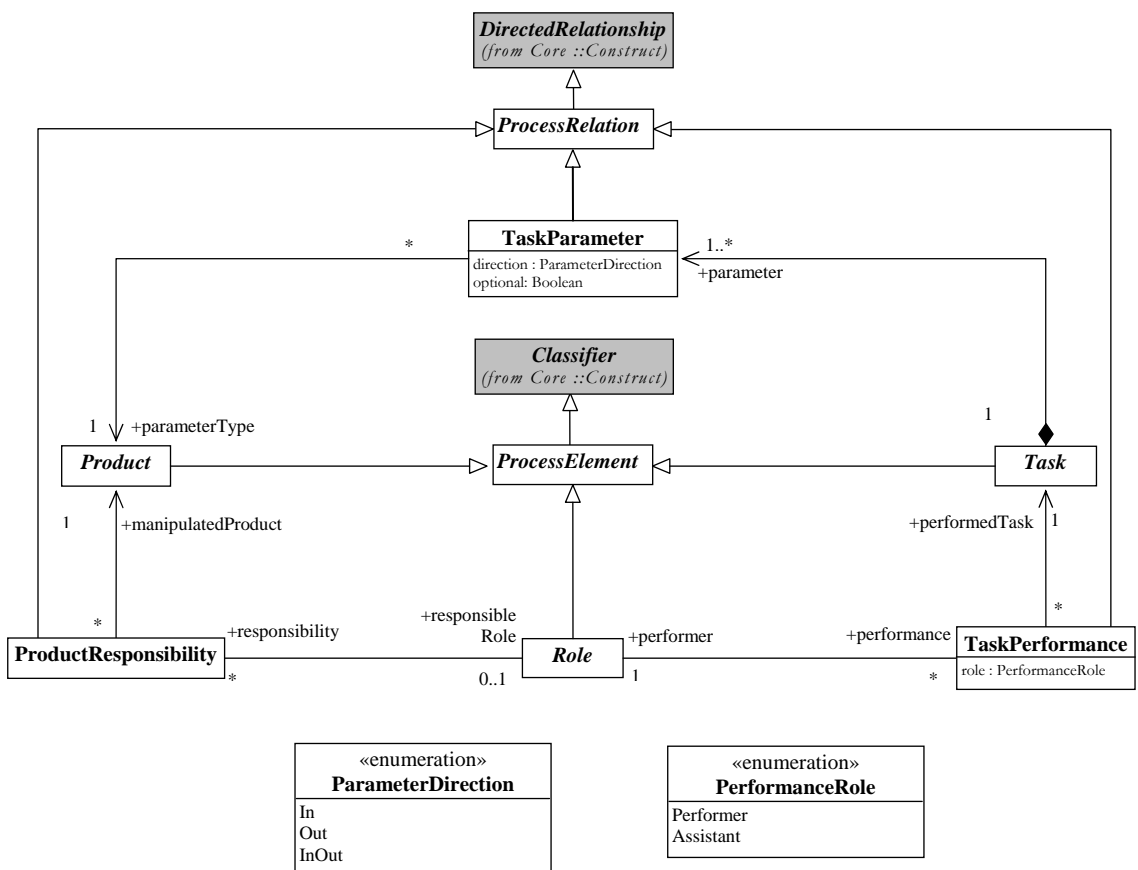 DirectedRelationship
(from Core ::Construct)
ProcessRelation
TaskParameter
direction : ParameterDirection
optional: Boolean
*
1..*
+parameter
Classifier
(from Core ::Construct)
1
+parameterType
1
Product
ProcessElement
Task
1
+manipulatedProduct
+performedTask
1
*
+responsibility
+responsible
Role
+performer
+performance
*
ProductResponsibility
Role
TaskPerformance
role : PerformanceRole
*
0..1
1
*
«enumeration»
ParameterDirection
In
Out
InOut
«enumeration»
PerformanceRole
Performer
Assistant